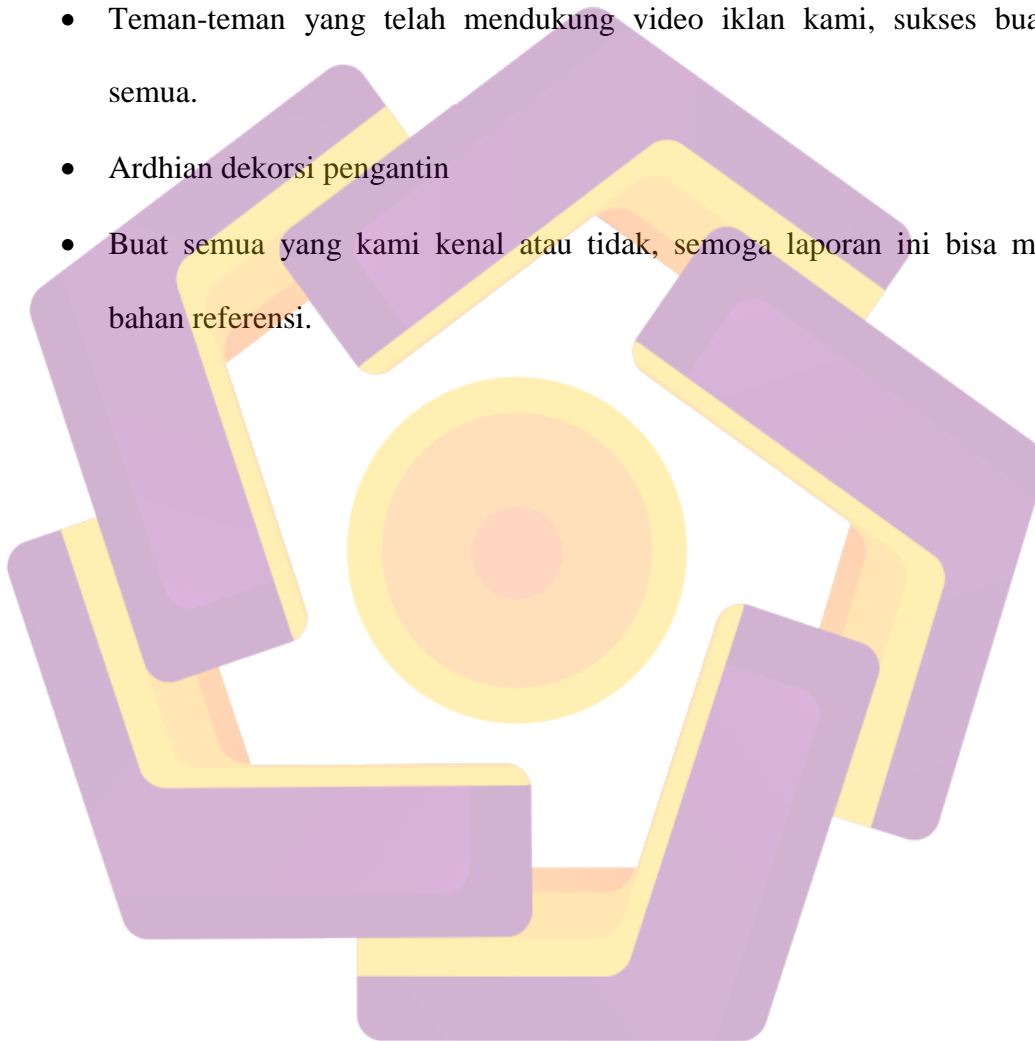 • Teman-teman yang telah mendukung video iklan kami, sukses bua
semua.
• Ardhian dekorsi pengantin
• Buat semua yang kami kenal atau tidak, semoga laporan ini bisa m
bahan referensi.